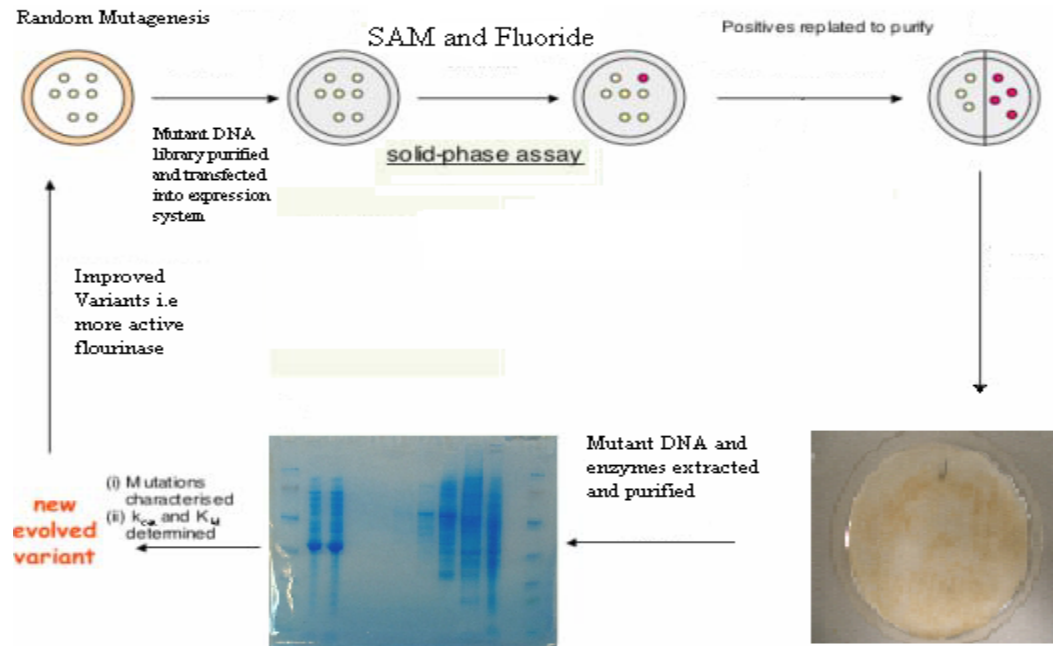 Random Mutagenesis
SAM and Fluoride
Positives replated to purify
Mutant DNA
library purified
and transfected
into expression
system
solid-phase assay
Improved
Variants i.e
more active
flourinase
Mutant DNA and
enzymes extracted
and purified
(i) Mutations
characterised
(ii) kca and KM
determined
new
evolved
variant